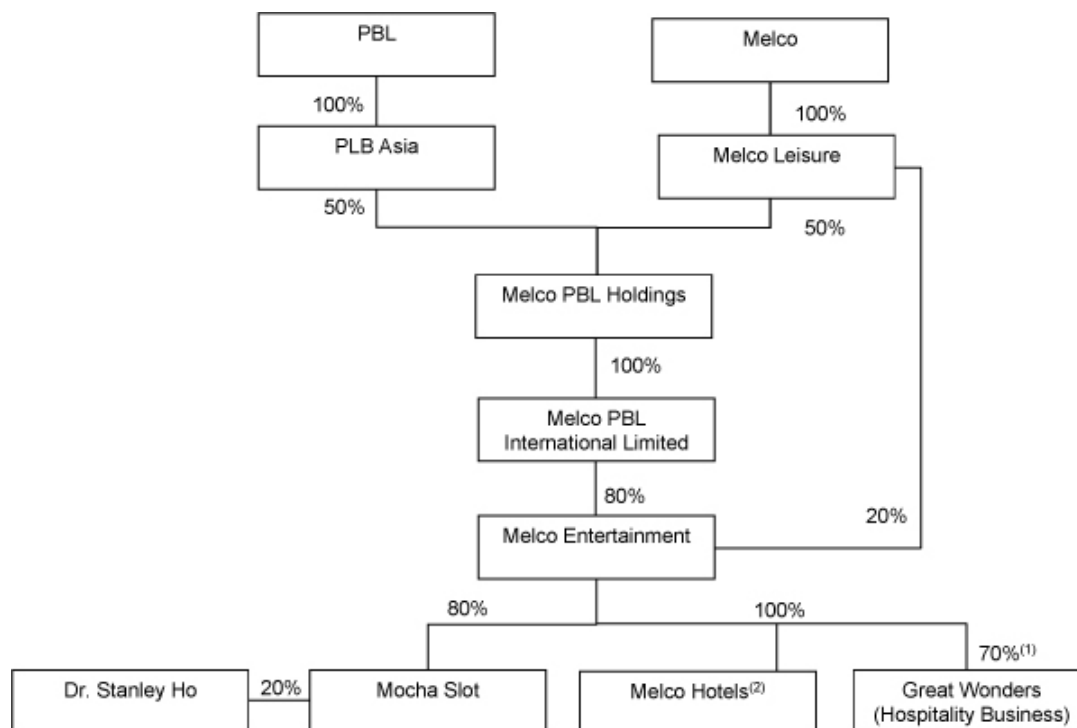 PBL
Melco
100%
100%
PLB Asia
Melco Leisure
50%
50%
Melco PBL Holdings
100%
Melco PBL
International Limited
80%
20%
Melco Entertainment
80%
100%
70%(1)
Dr. Stanley Ho
20%
Mocha Slot
Melco Hotels(2)
Great Wonders
(Hospitality Business)